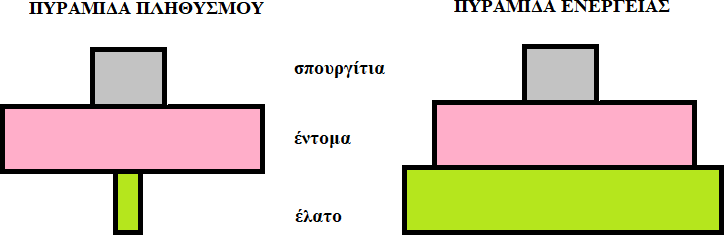 ΠΥΡΑΜΙΔΑ ΠΛΗΘΥΣΜΟΥ
ΠΥΡΑΜΙΔΑ ΕΝΕΡΓΕΙΑΣ
σπουργίτια
έντομα
έλατο